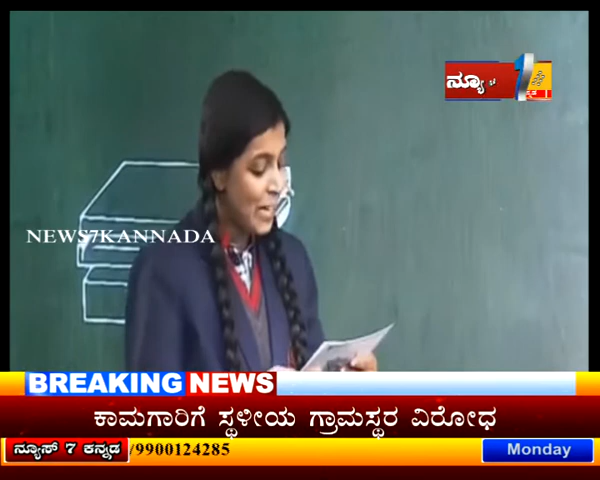 ನ್ಯೂ
NEWS7KANNADA
BREAKING NEWS
ಕಾಮಗಾರಿಗೆ ಸ್ಥಳೀಯ ಗ್ರಾಮಸ್ಥರ ವಿರೋಧ
ನ್ಯೂಸ್ 7 ಕನ್ನಡ /9900124285
Monday